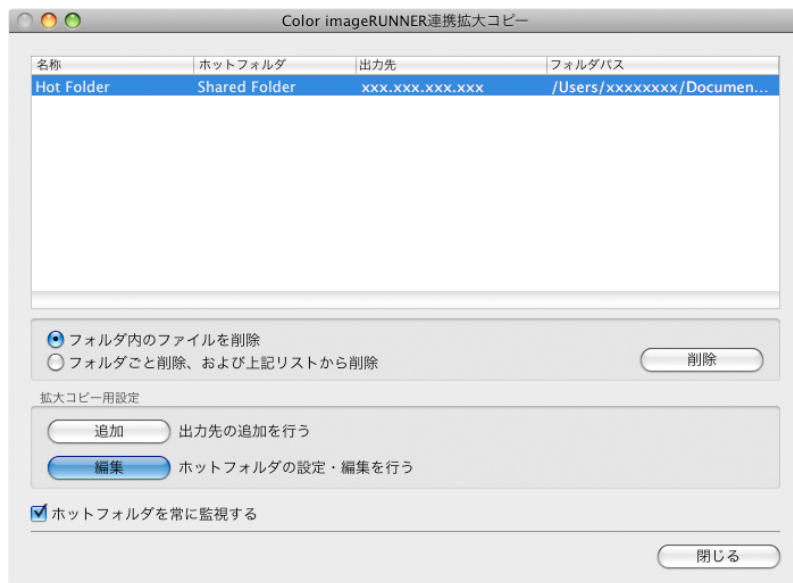 Color imageRUNNER連携拡大コピー
名称 ホットフォルダ 出力先 フォルダパス
Hot Folder Shared Folder xxx.xxx.xxx.xxx /Users/xxxxxxxx/Documen...
フォルダ内のファイルを削除
フォルダごと削除、および上記リストから削除
削除
拡大コピー用設定
追加 出力先の追加を行う
編集 ホットフォルダの設定・編集を行う
ホットフォルダを常に監視する
閉じる